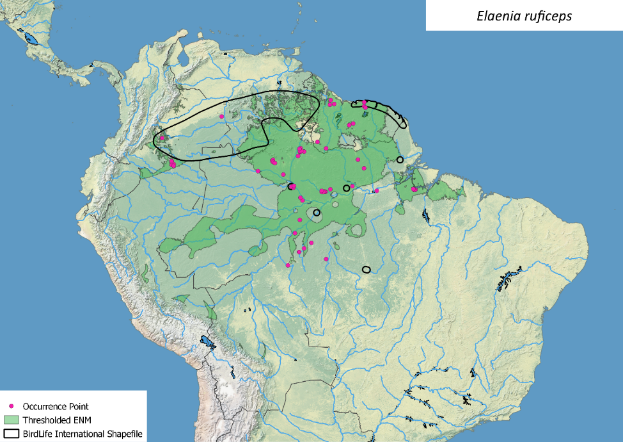 Elaenia ruficeps
Occurrence Point
Thresholded ENM
BirdLife International Shapefile